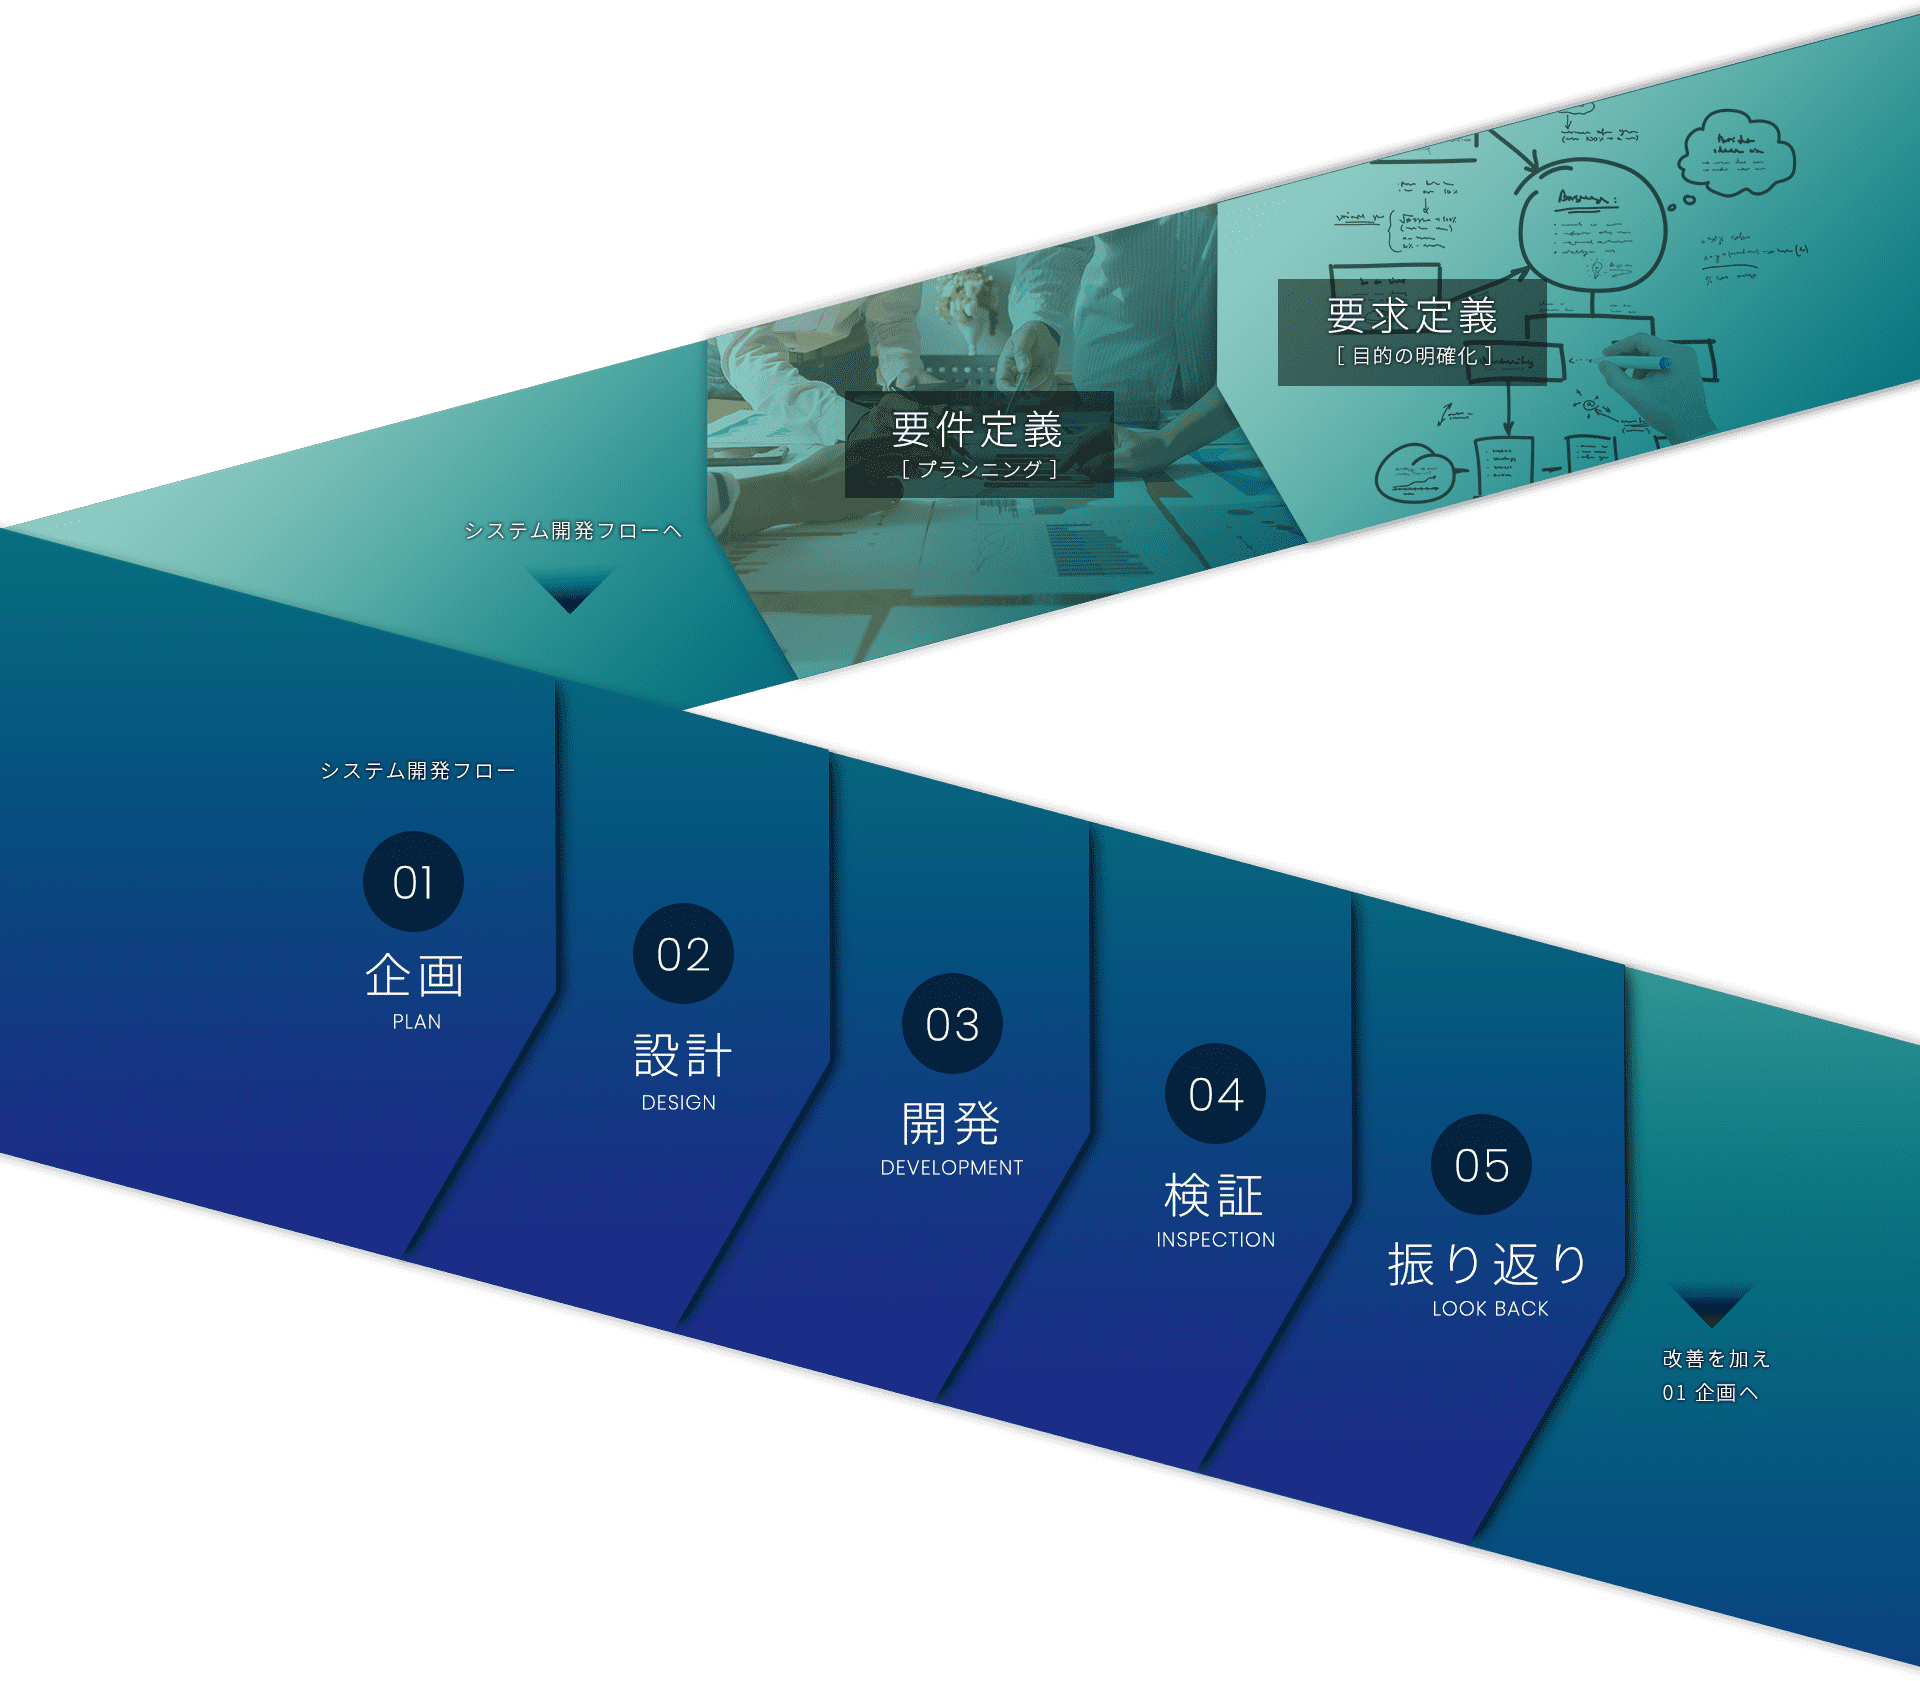 要求定義
［ 目的の明確化 ］
要件定義
［ プランニング ］
システム開発フローへ
システム開発フロー
01
企画
PLAN
02
設計
DESIGN
03
開発
DEVELOPMENT
04
検証
INSPECTION
05
振り返り
LOOK BACK
改善を加え
01 企画へ